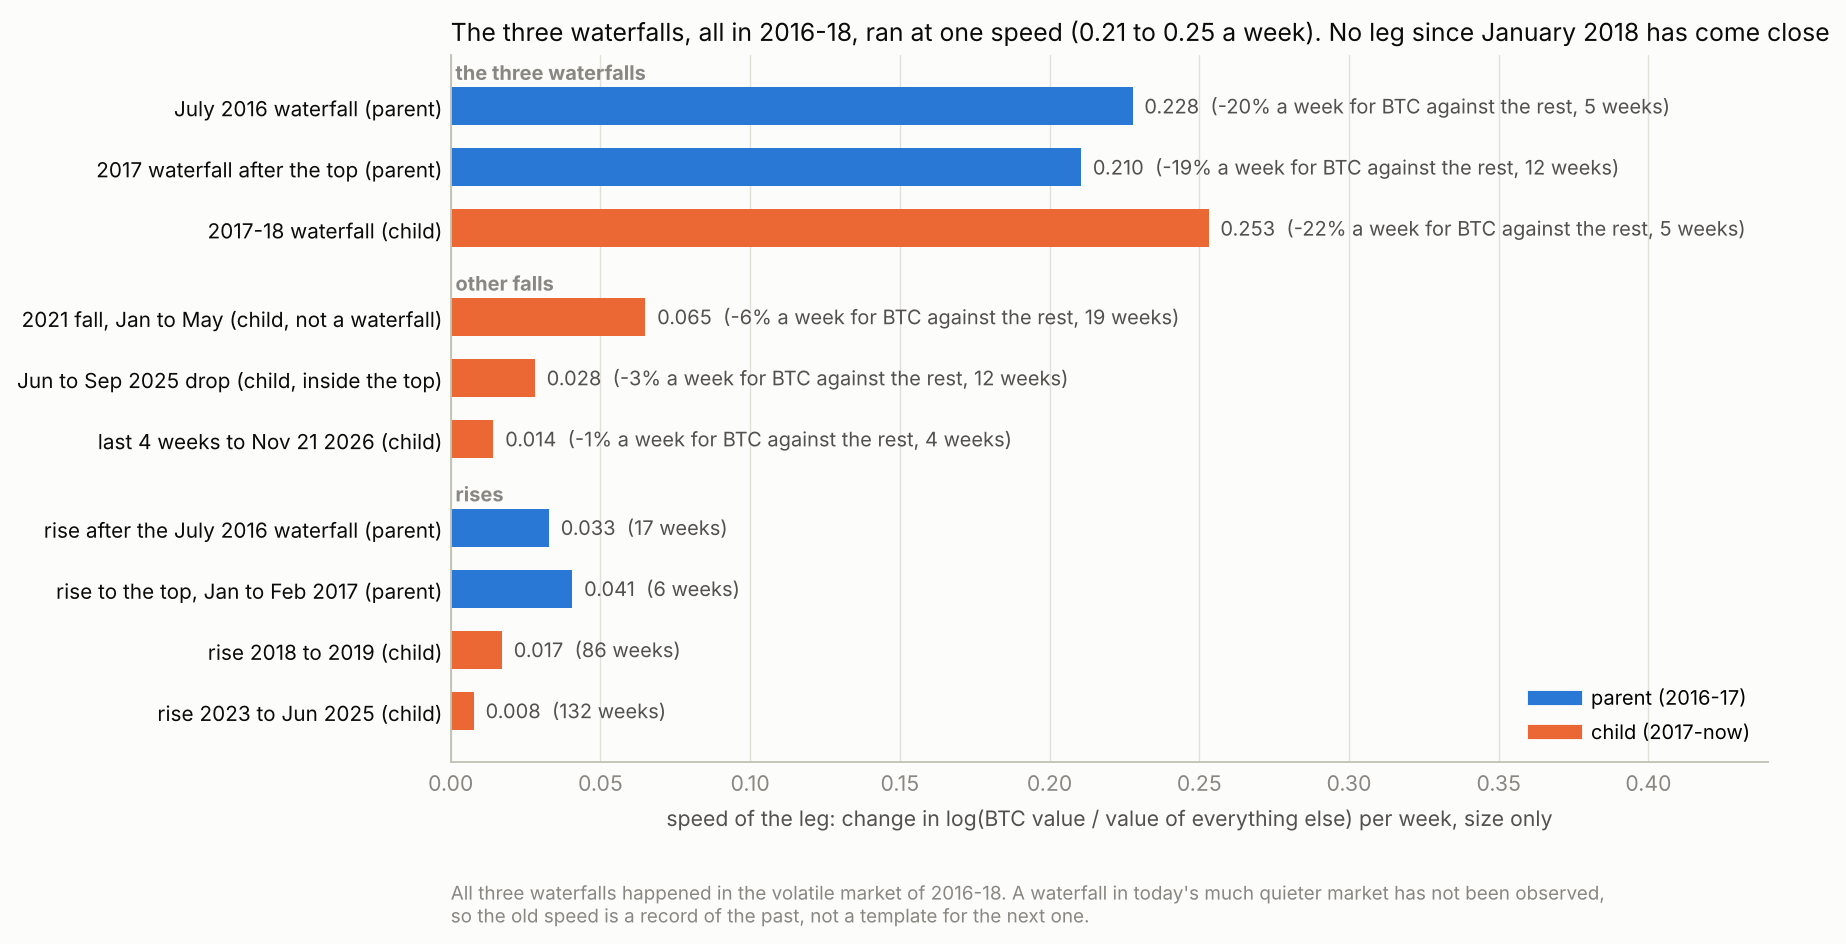 The three waterfalls, all in 2016-18, ran at one speed (0.21 to 0.25 a week). No leg since January 2018 has come close
the three waterfalls
July 2016 waterfall (parent)
0.228 (-20% a week for BTC against the rest, 5 weeks)
2017 waterfall after the top (parent)
0.210 (-19% a week for BTC against the rest, 12 weeks)
2017-18 waterfall (child)
0.253 (-22% a week for BTC against the rest, 5 weeks)
other falls
2021 fall, Jan to May (child, not a waterfall)
0.065 (-6% a week for BTC against the rest, 19 weeks)
Jun to Sep 2025 drop (child, inside the top)
0.028 (-3% a week for BTC against the rest, 12 weeks)
last 4 weeks to Nov 21 2026 (child)
0.014 (-1% a week for BTC against the rest, 4 weeks)
rises
rise after the July 2016 waterfall (parent)
0.033 (17 weeks)
rise to the top, Jan to Feb 2017 (parent)
0.041 (6 weeks)
rise 2018 to 2019 (child)
0.017 (86 weeks)
rise 2023 to Jun 2025 (child)
0.008 (132 weeks)
parent (2016-17)
child (2017-now)
0.00 0.05 0.10 0.15 0.20 0.25 0.30 0.35 0.40
speed of the leg: change in log(BTC value / value of everything else) per week, size only
All three waterfalls happened in the volatile market of 2016-18. A waterfall in today's much quieter market has not been observed,
so the old speed is a record of the past, not a template for the next one.